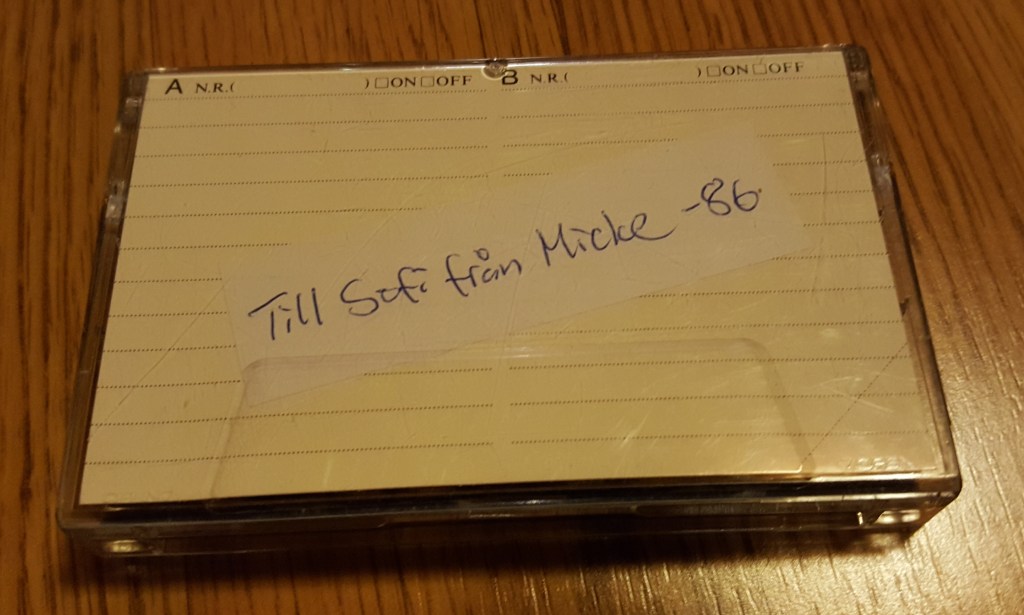 A N.R.( ) □ON □OFF B N.R.( ) □ON □OFF
Till Sofi från Micke -86